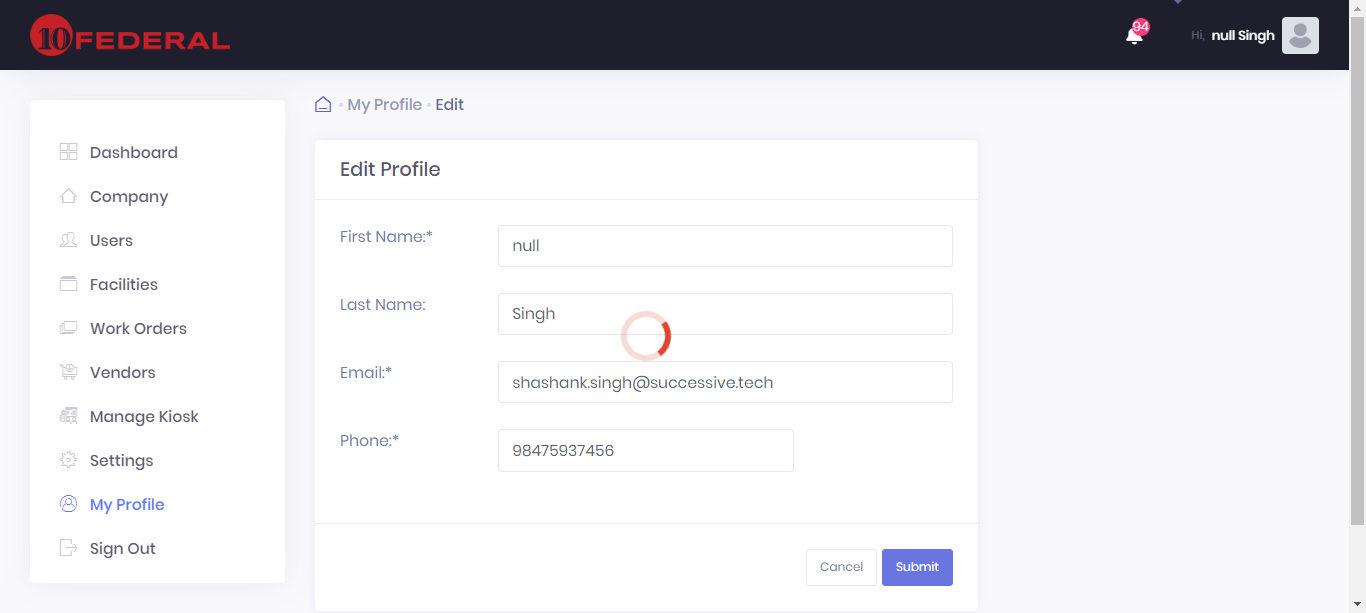 10 FEDERAL
94
Hi, null Singh
My Profile • Edit
Dashboard
Company
Users
Facilities
Work Orders
Vendors
Manage Kiosk
Settings
My Profile
Sign Out
Edit Profile
First Name:*
null
Last Name:
Singh
Email:*
shashank.singh@successive.tech
Phone:*
98475937456
Cancel
Submit